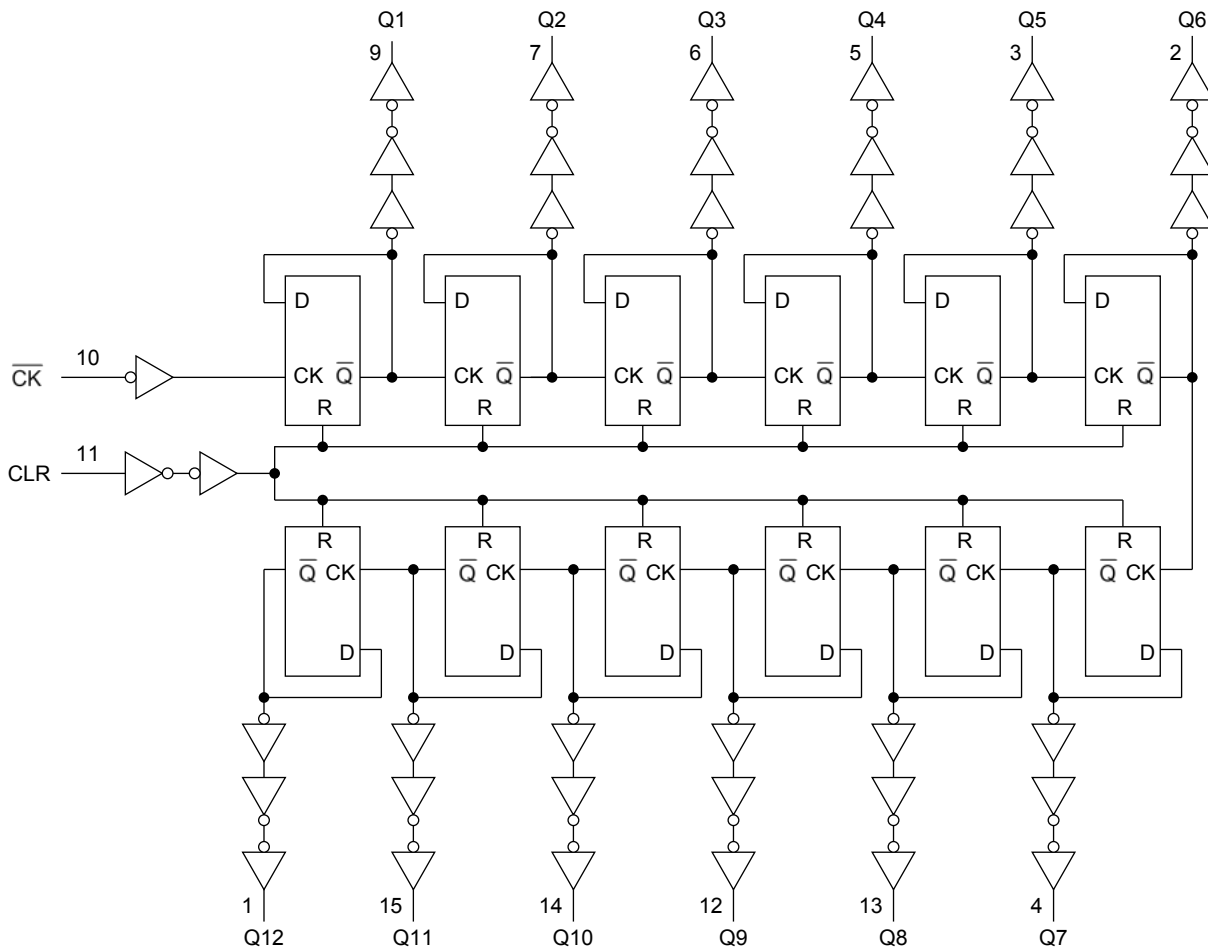 Q1 Q2 Q3 Q4 Q5 Q6
9 7 6 5 3 2
D D D D D D
10
C̅K̅ CK Q̅ CK Q̅ CK Q̅ CK Q̅ CK Q̅ CK Q̅
R R R R R R
11
CLR
R R R R R R
Q̅ CK Q̅ CK Q̅ CK Q̅ CK Q̅ CK Q̅ CK
D D D D D D
1 15 14 12 13 4
Q12 Q11 Q10 Q9 Q8 Q7